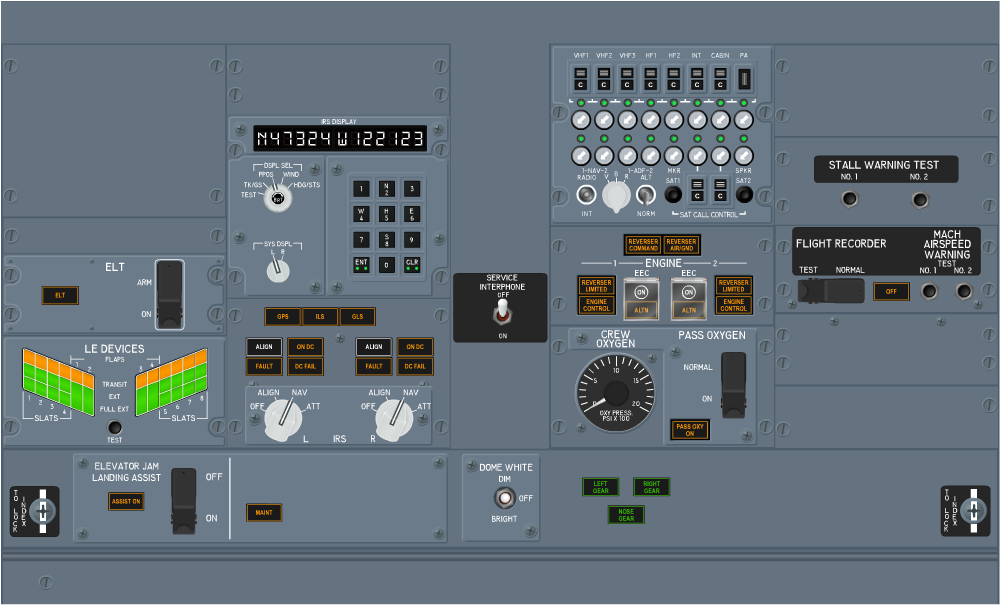 VHF1 VHF2 VHF3 HF1 HF2 INT CABIN PA
C C C C C C C
1-NAV-2 1-ADF-2 MKR SPKR
RADIO V B R ALT SAT1 SAT2
C C
INT NORM SAT CALL CONTROL
IRS DISPLAY
N47324 W122123
DSPL SEL
PPOS WIND
TK/GS HDG/STS
TEST
BRT
SYS DSPL
L R
1 N 2 3
W 4 H 5 E 6
7 S 8 9
ENT 0 CLR
STALL WARNING TEST
NO. 1 NO. 2
FLIGHT RECORDER
TEST NORMAL
OFF
MACH
AIRSPEED
WARNING
TEST
NO. 1 NO. 2
ELT
ELT
ARM
ON
REVERSER COMMAND
REVERSER AIR/GND
1 ENGINE 2
EEC EEC
REVERSER LIMITED
ENGINE CONTROL
ON
ALTN
ON
ALTN
REVERSER LIMITED
ENGINE CONTROL
SERVICE
INTERPHONE
OFF
ON
GPS ILS GLS
ALIGN ON DC ALIGN ON DC
FAULT DC FAIL FAULT DC FAIL
ALIGN NAV ALIGN NAV
OFF ATT OFF ATT
L IRS R
LE DEVICES
FLAPS
1 2 3 4
TRANSIT
EXT
FULL EXT
1 2 3 4 5 6 7 8
SLATS SLATS
TEST
CREW
OXYGEN
0 5 10 15 20
OXY PRESS.
PSI X 100
PASS OXYGEN
NORMAL
ON
PASS OXY
ON
ELEVATOR JAM
LANDING ASSIST
ASSIST ON
OFF
ON
MAINT
DOME WHITE
DIM
OFF
BRIGHT
LEFT GEAR
RIGHT GEAR
NOSE GEAR
TO LOCK
INDEX
TO LOCK
INDEX